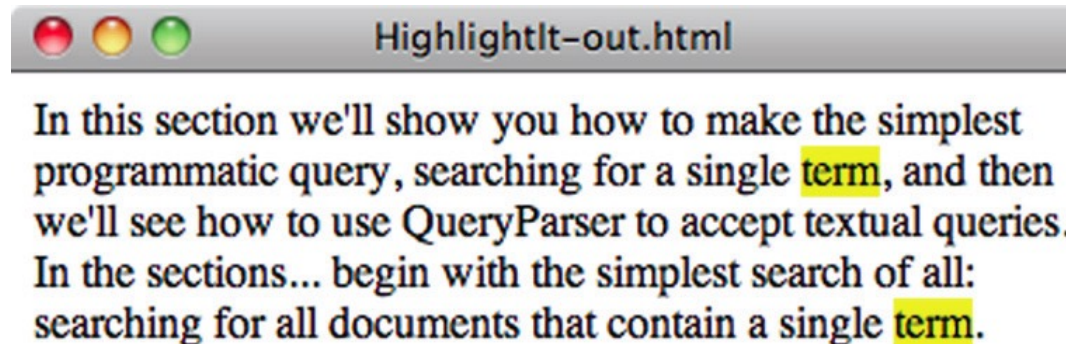 HighlightIt-out.html
In this section we'll show you how to make the simplest
programmatic query, searching for a single term, and then
we'll see how to use QueryParser to accept textual queries.
In the sections... begin with the simplest search of all:
searching for all documents that contain a single term.